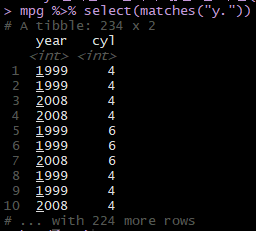 > mpg %>% select(matches("y."))
# A tibble: 234 x 2
year cyl
<int> <int>
1 1999 4
2 1999 4
3 2008 4
4 2008 4
5 1999 6
6 1999 6
7 2008 6
8 1999 4
9 1999 4
10 2008 4
# ... with 224 more rows